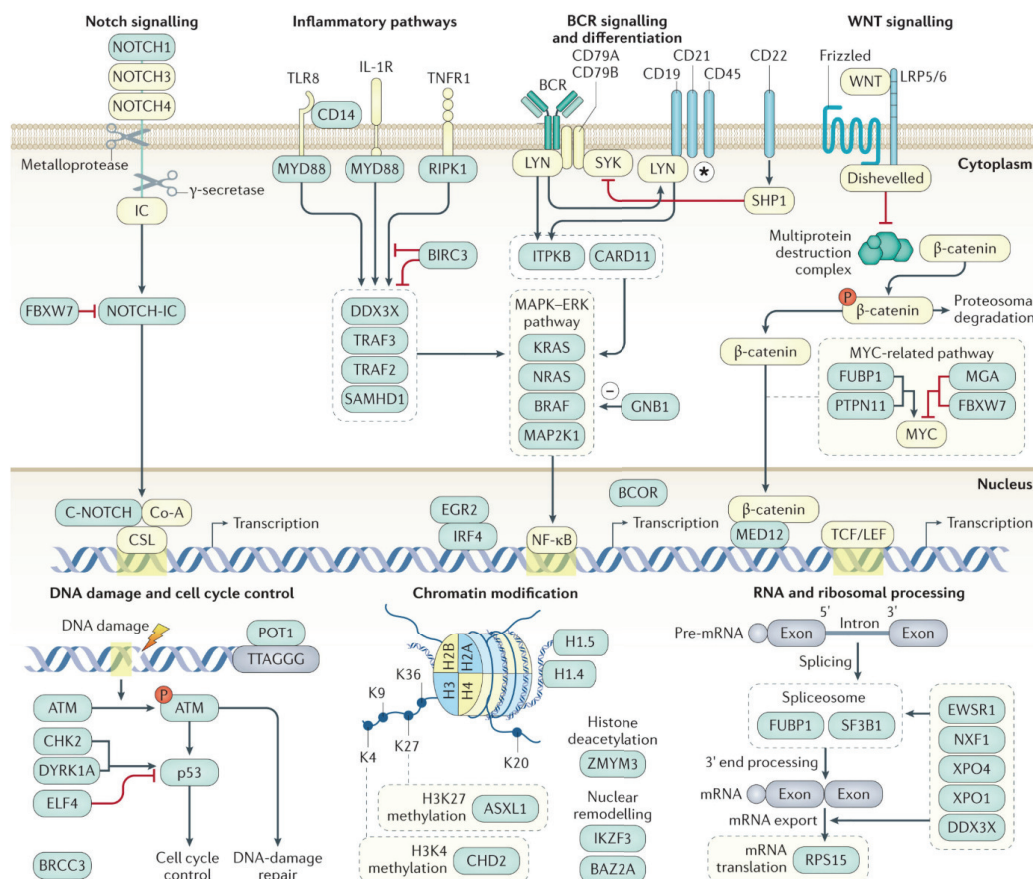 Notch signalling
NOTCH1
NOTCH3
NOTCH4
Metalloprotease
γ-secretase
IC
FBXW7
NOTCH-IC
C-NOTCH
Co-A
CSL
Transcription
Inflammatory pathways
TLR8
IL-1R
TNFR1
CD14
MYD88
MYD88
RIPK1
BIRC3
DDX3X
TRAF3
TRAF2
SAMHD1
BCR signalling
and differentiation
CD79A
CD79B
BCR
CD21
CD19
CD45
CD22
LYN
SYK
LYN
*
SHP1
ITPKB
CARD11
MAPK–ERK
pathway
KRAS
NRAS
BRAF
MAP2K1
−
GNB1
EGR2
IRF4
NF-κB
BCOR
Transcription
WNT signalling
Frizzled
WNT
LRP5/6
Cytoplasm
Dishevelled
Multiprotein
destruction
complex
β-catenin
P
β-catenin
Proteosoma
degradation
β-catenin
MYC-related pathway
FUBP1
MGA
PTPN11
FBXW7
MYC
Nucleus
β-catenin
MED12
TCF/LEF
Transcription
DNA damage and cell cycle control
DNA damage
POT1
TTAGGG
ATM
P
ATM
CHK2
DYRK1A
p53
ELF4
BRCC3
Cell cycle
control
DNA-damage
repair
Chromatin modification
H2B
H2A
H3
H4
H1.5
H1.4
K36
K9
K27
K4
K20
Histone
deacetylation
ZMYM3
H3K27
methylation
ASXL1
Nuclear
remodelling
IKZF3
BAZ2A
H3K4
methylation
CHD2
RNA and ribosomal processing
5′
3′
Intron
Pre-mRNA
Exon
Exon
Splicing
Spliceosome
FUBP1
SF3B1
EWSR1
NXF1
XPO4
XPO1
DDX3X
3′ end processing
mRNA
Exon
Exon
mRNA export
mRNA
translation
RPS15